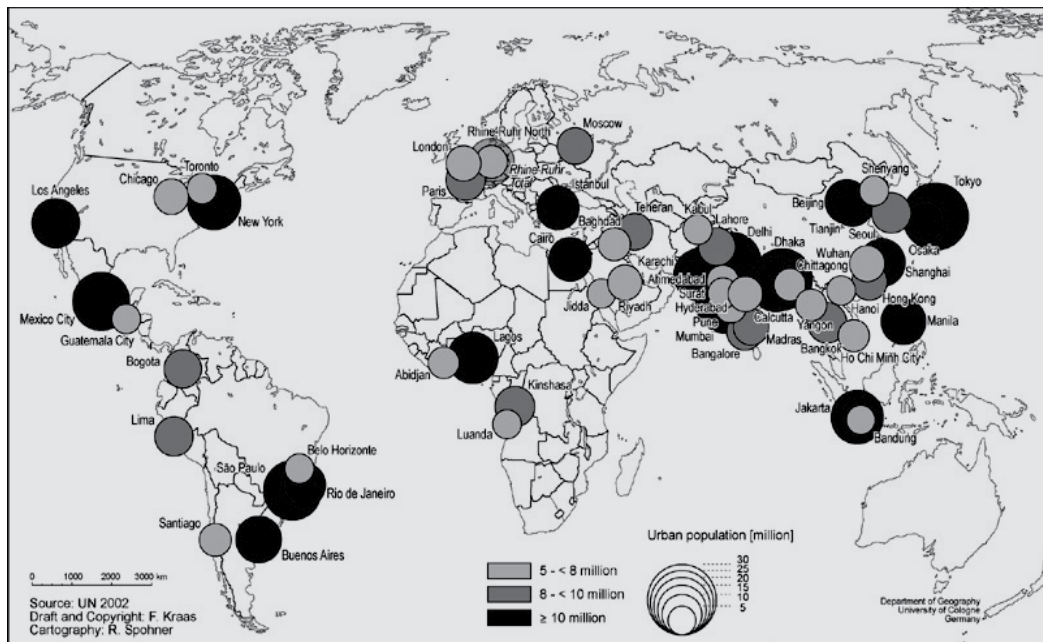 Moscow
Rhine-Ruhr North
London
Rhine-Ruhr
Total
Paris
Istanbul
Toronto
Chicago
Los Angeles
New York
Shenyang
Tokyo
Beijing
Teheran
Kabul
Lahore
Baghdad
Delhi
Dhaka
Tianjin
Seoul
Cairo
Wuhan
Osaka
Karachi
Chittagong
Shanghai
Ahmedabad
Jidda
Riyadh
Surat
Hong Kong
Hyderabad
Calcutta
Hanoi
Mexico City
Pune
Yangon
Manila
Guatemala City
Mumbai
Madras
Bangkok
Bangalore
Ho Chi Minh City
Bogota
Lagos
Abidjan
Kinshasa
Lima
Luanda
Jakarta
Bandung
Belo Horizonte
São Paulo
Rio de Janeiro
Santiago
Buenos Aires
Urban population [million]
30
25
20
15
10
5
5 - < 8 million
8 - < 10 million
≥ 10 million
0 1000 2000 3000 km
Source: UN 2002
Draft and Copyright: F. Kraas
Cartography: R. Spohner
Department of Geography
University of Cologne
Germany